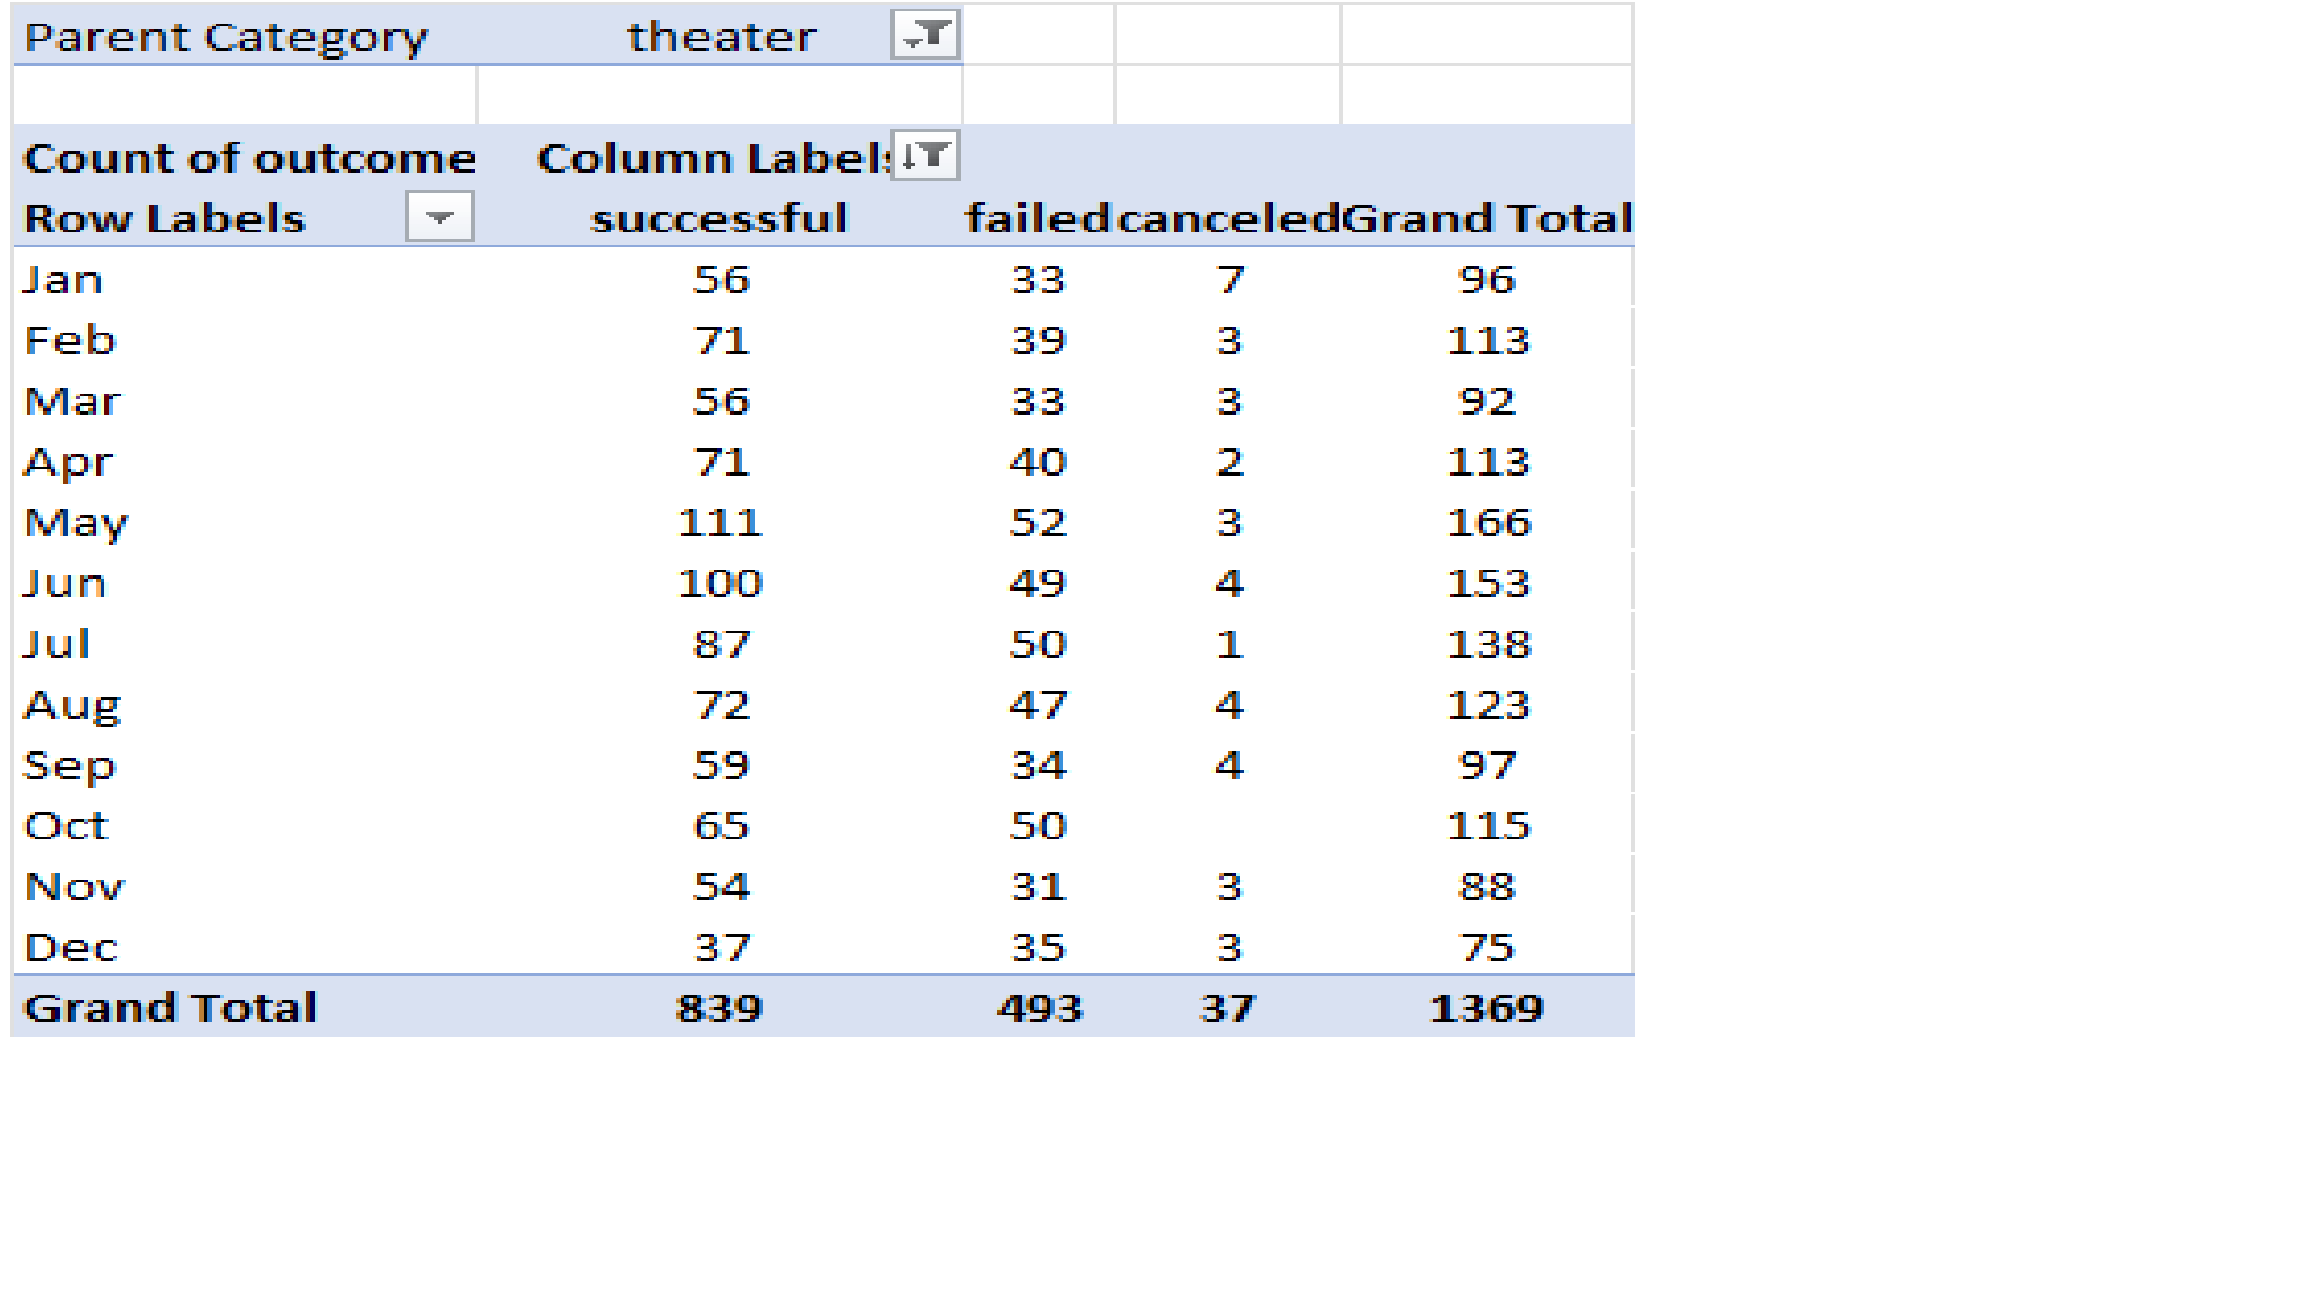 Parent Category theater
Count of outcome Column Labels
Row Labels successful failed canceled Grand Total
Jan 56 33 7 96
Feb 71 39 3 113
Mar 56 33 3 92
Apr 71 40 2 113
May 111 52 3 166
Jun 100 49 4 153
Jul 87 50 1 138
Aug 72 47 4 123
Sep 59 34 4 97
Oct 65 50 115
Nov 54 31 3 88
Dec 37 35 3 75
Grand Total 839 493 37 1369